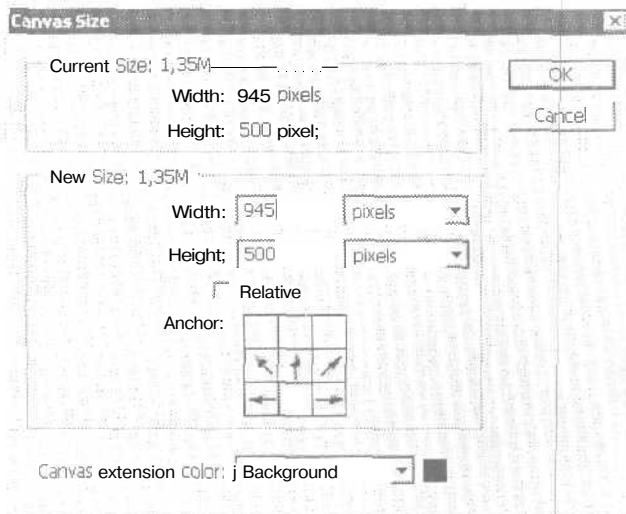 Canvas Size
Current Size: 1,35M
OK
Width: 945 pixels
Cancel
Height: 500 pixel;
New Size: 1,35M
Width: 945 pixels
Height; 500 pixels
Relative
Anchor:
Canvas extension color: j Background